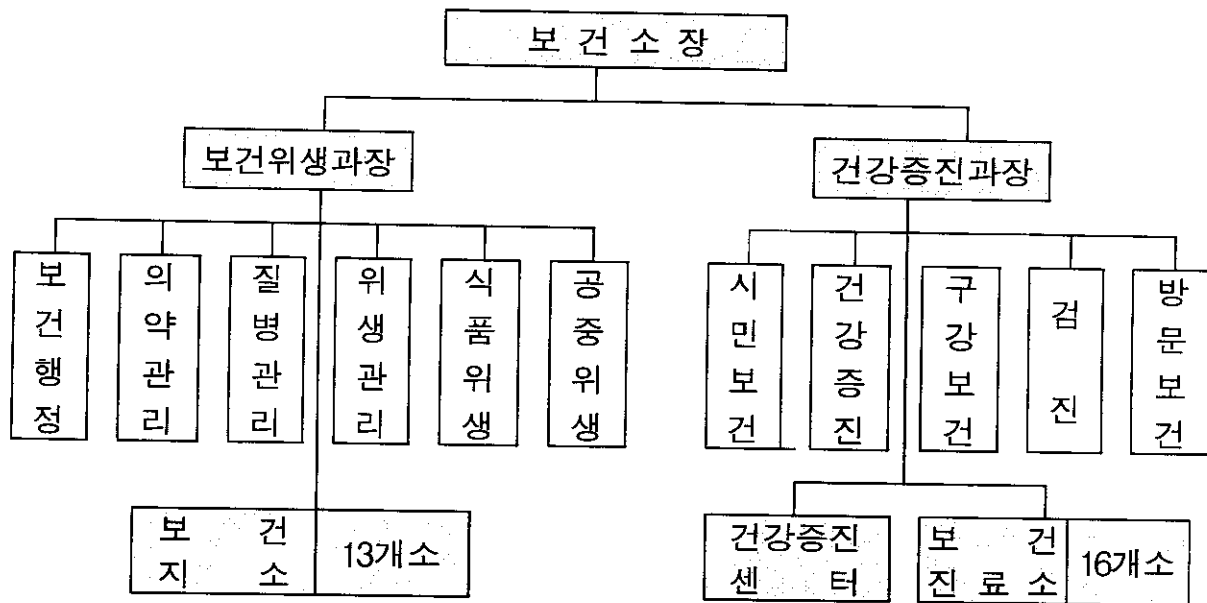 보 건 소 장
보건위생과장
건강증진과장
보건행정
의약관리
질병관리
위생관리
식품위생
공중위생
시민보건
건강증진
구강보건
검진
방문보건
보 건
지 소
13개소
건강증진
센 터
보 건
진 료 소
16개소